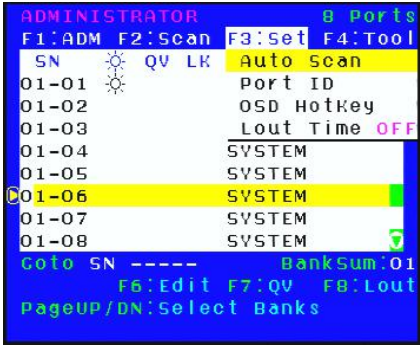 ADMINISTRATOR 8 Ports
F1:ADM F2:Scan F3:Set F4:Tool
SN QV LK Auto Scan
01-01 Port ID
01-02 OSD HotKey
01-03 Lout Time OFF
01-04 SYSTEM
01-05 SYSTEM
01-06 SYSTEM
01-07 SYSTEM
01-08 SYSTEM
Goto SN ----- BankSum:01
F6:Edit F7:QV F8:Lout
PageUP/DN:Select Banks